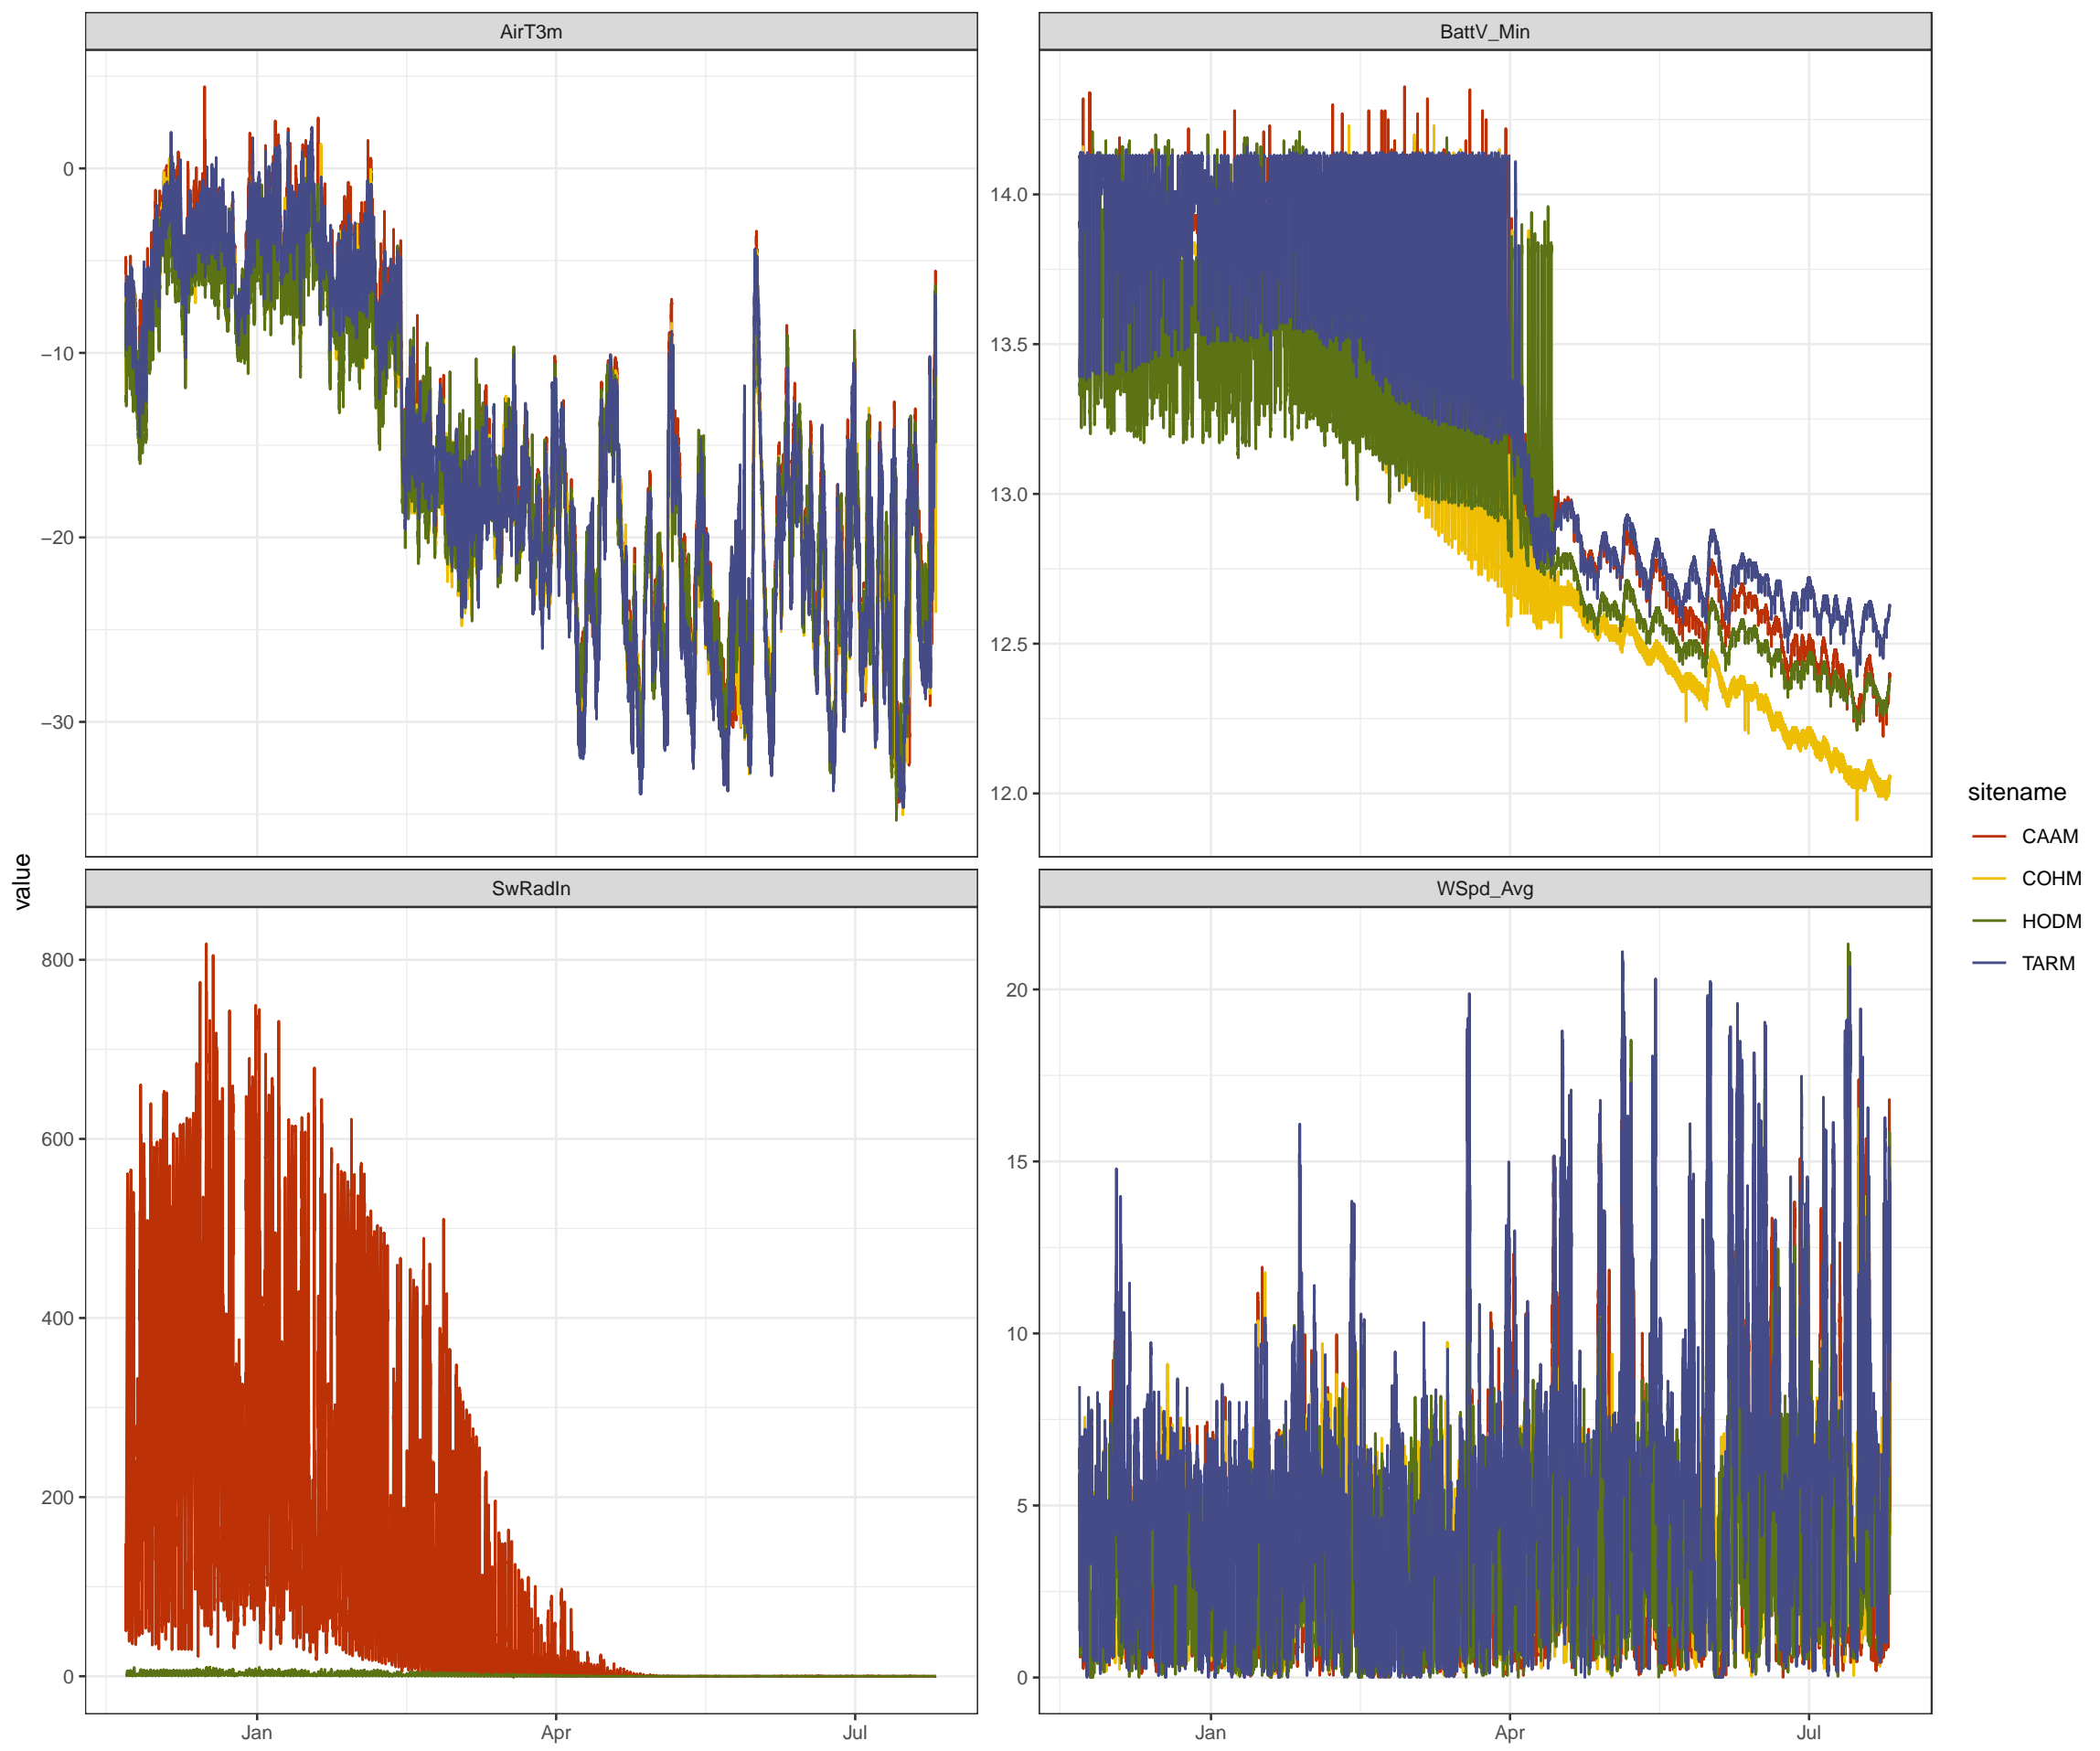 AirT3m
BattV_Min
0
−10
−20
−30
14.0
13.5
13.0
12.5
12.0
SwRadIn
WSpd_Avg
800
600
400
200
0
20
15
10
5
0
Jan Apr Jul
Jan Apr Jul
value
sitename
CAAM
COHM
HODM
TARM